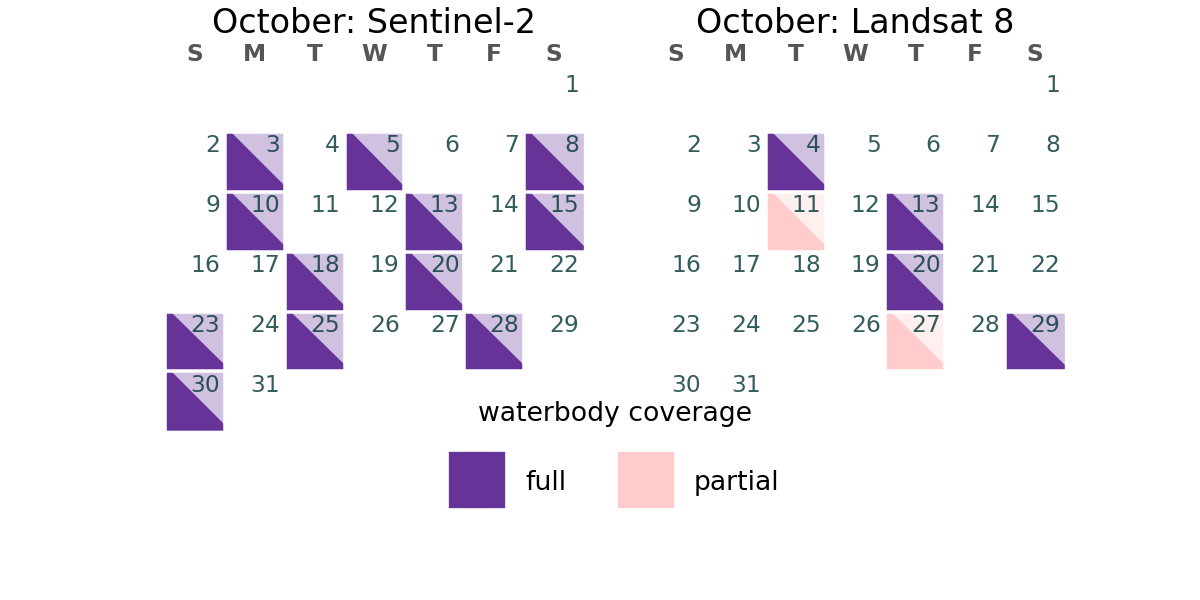 October: Sentinel-2
S M T W T F S
1
2 3 4 5 6 7 8
9 10 11 12 13 14 15
16 17 18 19 20 21 22
23 24 25 26 27 28 29
30 31
October: Landsat 8
S M T W T F S
1
2 3 4 5 6 7 8
9 10 11 12 13 14 15
16 17 18 19 20 21 22
23 24 25 26 27 28 29
30 31
waterbody coverage
full partial